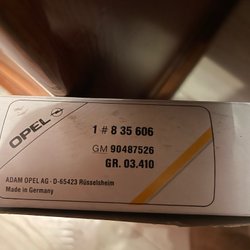 OPEL
1 # 8 35 606
GM 90487526
GR. 03.410
ADAM OPEL AG - D-65423 Rüsselsheim
Made in Germany